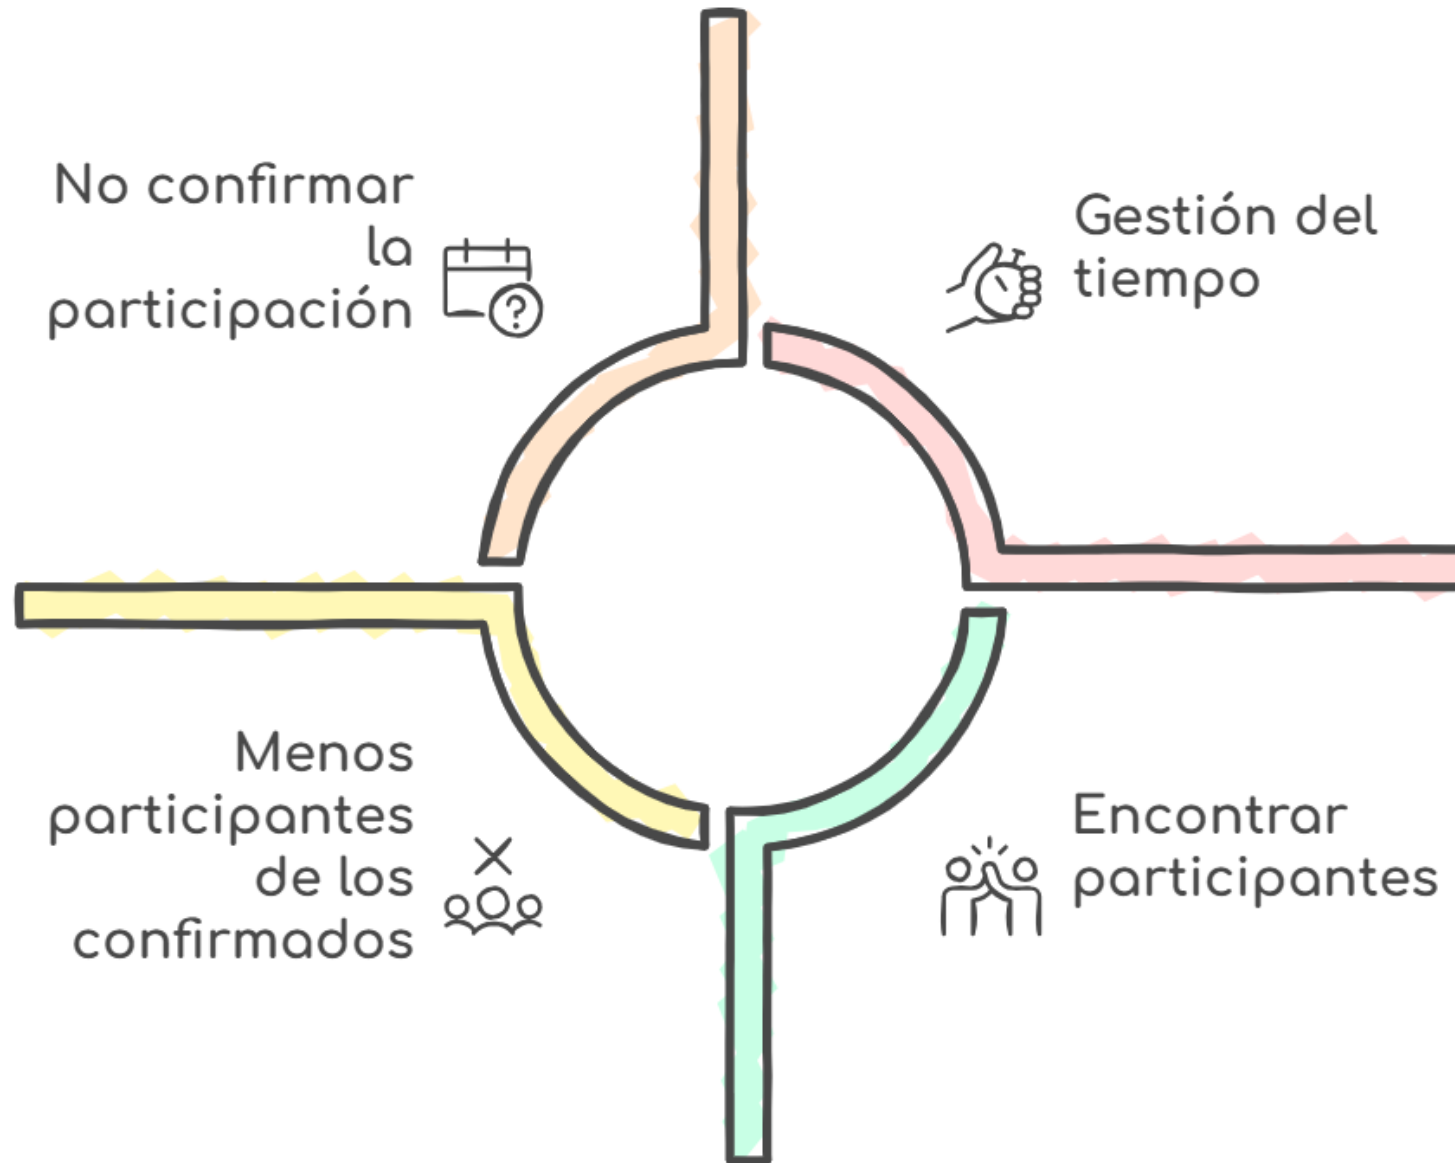 No confirmar
la
participación
Gestión del
tiempo
Menos
participantes
de los
confirmados
Encontrar
participantes
?